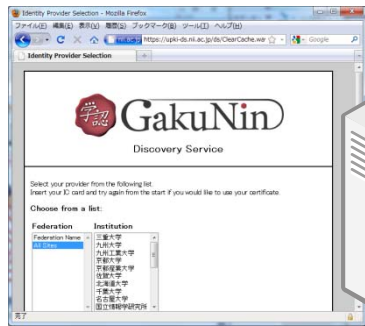 Identity Provider Selection - Mozilla Firefox
ファイル(F) 編集(E) 表示(V) 履歴(S) ブックマーク(B) ツール(T) ヘルプ(H)
https://upki-ds.nii.ac.jp/ds/ClearCache.wa
Google
Identity Provider Selection
学認
GakuNin
Discovery Service
Select your provider from the following list.
Insert your IC card and try again from the start if you would like to use your certificate.
Choose from a list:
Federation Institution
Federation Name
All Sites
三重大学
九州大学
九州工業大学
京都大学
京都産業大学
佐賀大学
北海道大学
千葉大学
名古屋大学
国立情報学研究所
完了